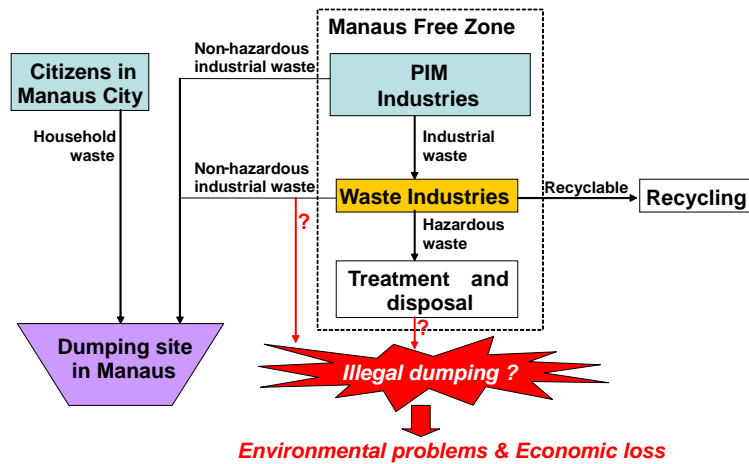 Manaus Free Zone
Non-hazardous
industrial waste
Citizens in
Manaus City
PIM
Industries
Household
waste
Industrial
waste
Non-hazardous
industrial waste
Waste Industries
Recyclable
Recycling
?
Hazardous
waste
Treatment and
disposal
?
Dumping site
in Manaus
Illegal dumping ?
Environmental problems & Economic loss